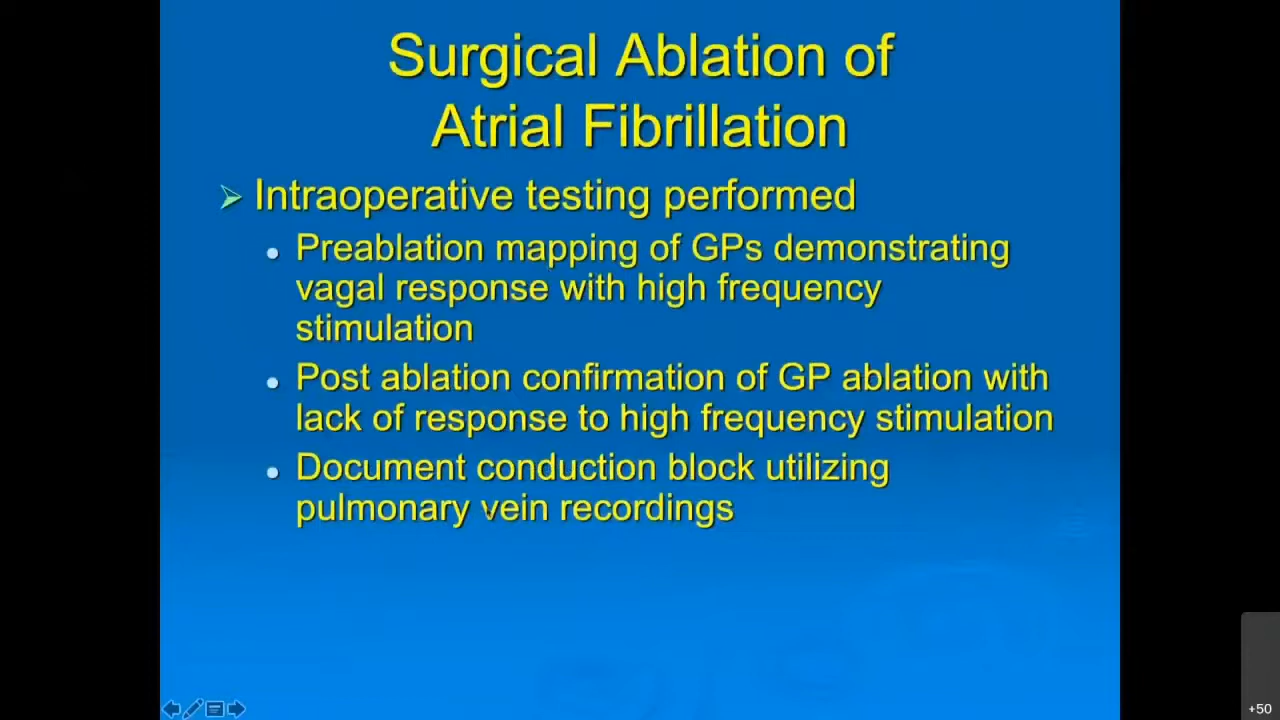 Surgical Ablation of
Atrial Fibrillation
Intraoperative testing performed
Preablation mapping of GPs demonstrating
vagal response with high frequency
stimulation
Post ablation confirmation of GP ablation with
lack of response to high frequency stimulation
Document conduction block utilizing
pulmonary vein recordings
+50